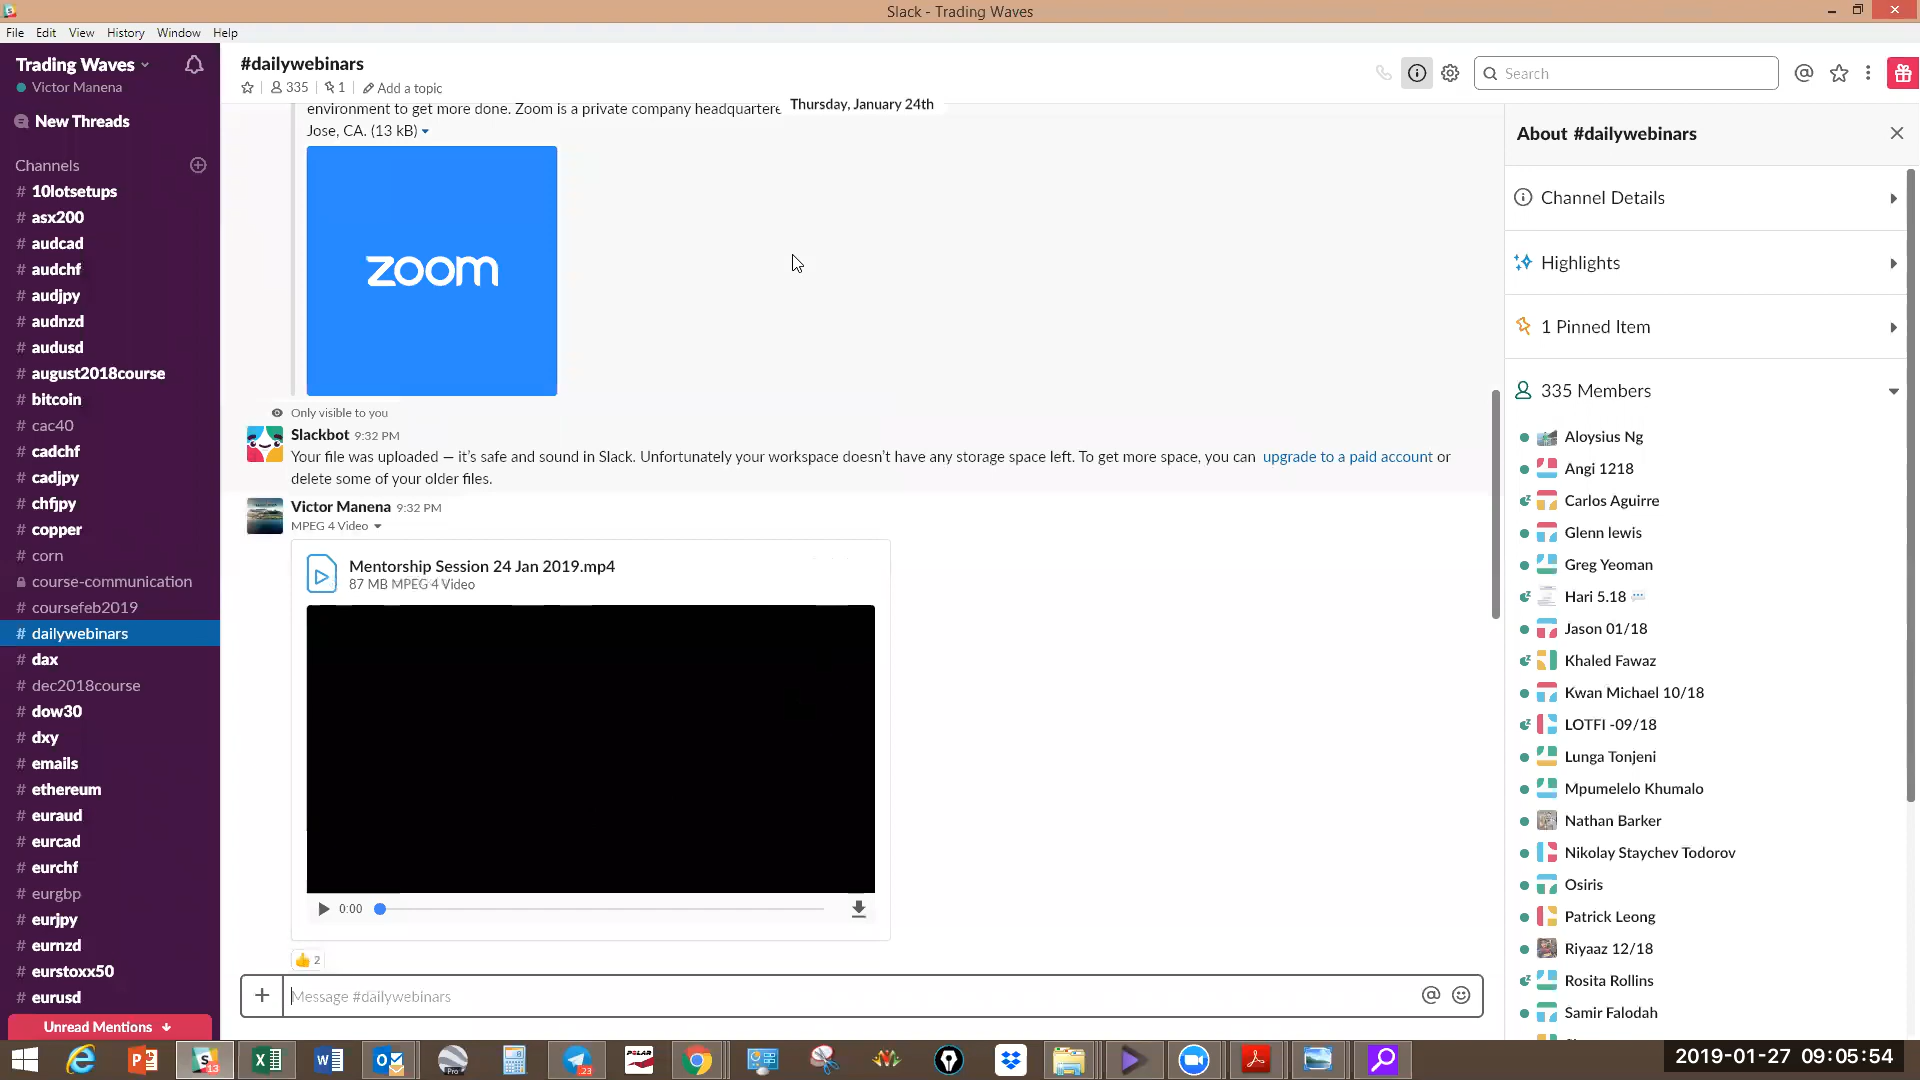 Slack - Trading Waves
File Edit View History Window Help
Trading Waves
Victor Manena
New Threads
Channels
# 10lotsetups
# asx200
# audcad
# audchf
# audjpy
# audnzd
# audusd
# august2018course
# bitcoin
# cac40
# cadchf
# cadjpy
# chfjpy
# copper
# corn
course-communication
# coursefeb2019
# dailywebinars
# dax
# dec2018course
# dow30
# dxy
# emails
# ethereum
# euraud
# eurcad
# eurchf
# eurgbp
# eurjpy
# eurnzd
# eurstoxx50
# eurusd
Unread Mentions
#dailywebinars
335 1 Add a topic
Search
Thursday, January 24th
environment to get more done. Zoom is a private company headquartere
Jose, CA. (13 kB)
zoom
Only visible to you
Slackbot 9:32 PM
Your file was uploaded — it's safe and sound in Slack. Unfortunately your workspace doesn't have any storage space left. To get more space, you can upgrade to a paid account or
delete some of your older files.
Victor Manena 9:32 PM
MPEG 4 Video
Mentorship Session 24 Jan 2019.mp4
87 MB MPEG 4 Video
0:00
2
Message #dailywebinars
About #dailywebinars
Channel Details
Highlights
1 Pinned Item
335 Members
Aloysius Ng
Angi 1218
Carlos Aguirre
Glenn lewis
Greg Yeoman
Hari 5.18
Jason 01/18
Khaled Fawaz
Kwan Michael 10/18
LOTFI -09/18
Lunga Tonjeni
Mpumelelo Khumalo
Nathan Barker
Nikolay Staychev Todorov
Osiris
Patrick Leong
Riyaaz 12/18
Rosita Rollins
Samir Falodah
13
23
POLAR
Pro
2019-01-27 09:05:54